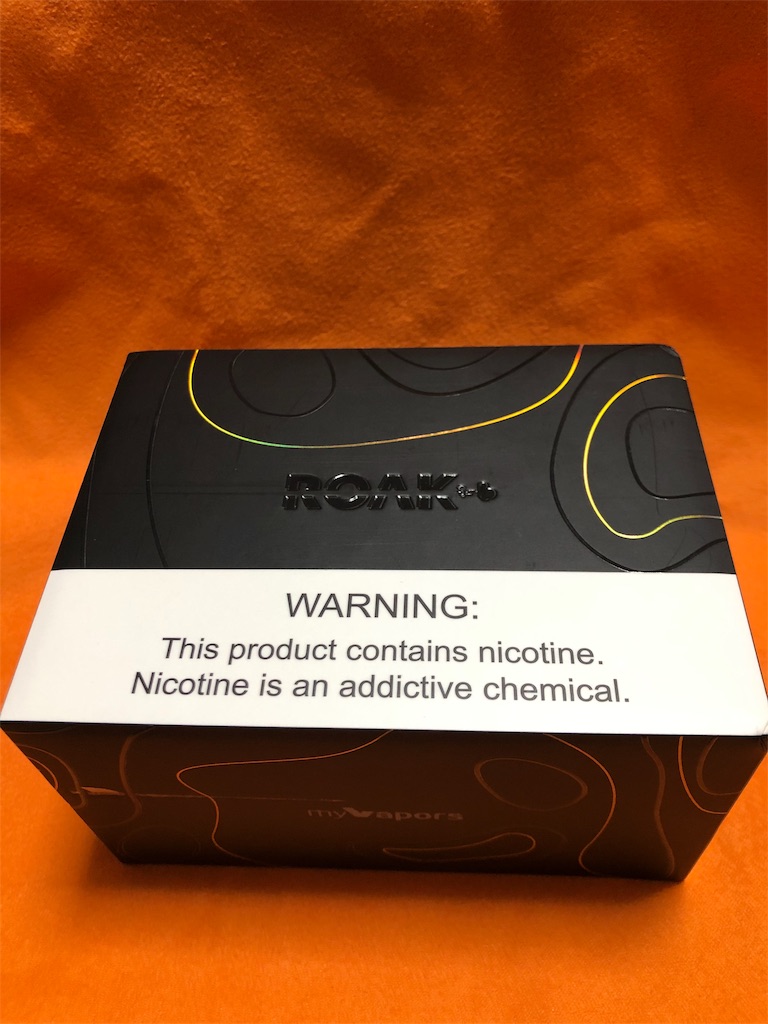 ROAK
WARNING:
This product contains nicotine.
Nicotine is an addictive chemical.
myVapors